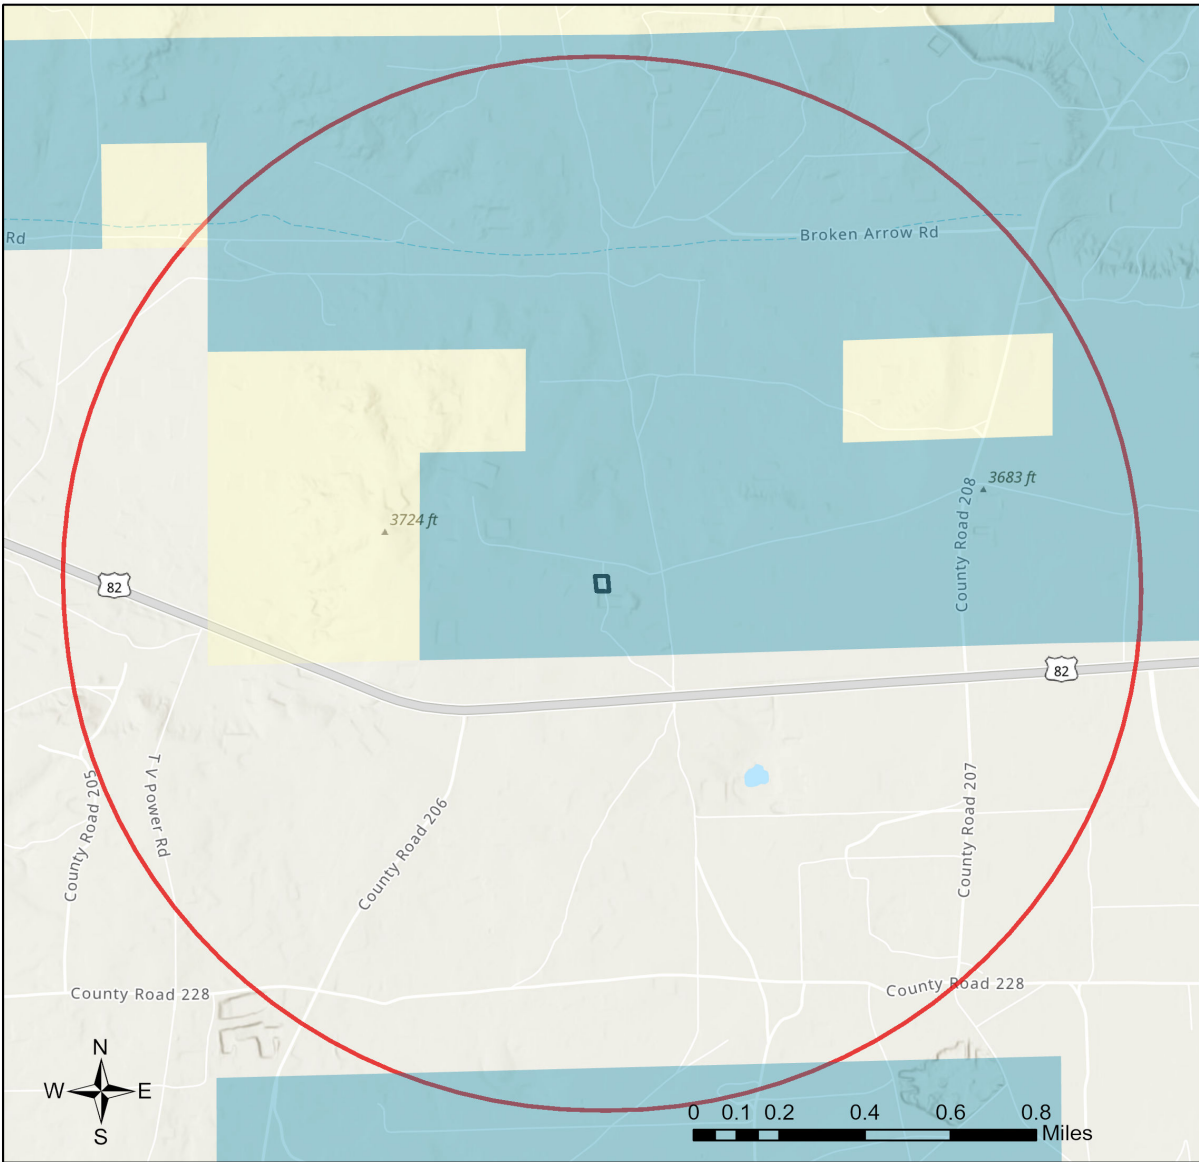 Rd
Broken Arrow Rd
3683 ft
3724 ft
County Road 208
82
82
County Road 205
T V Power Rd
County Road 206
County Road 207
County Road 228
County Road 228
N
W E
S
0 0.1 0.2 0.4 0.6 0.8
Miles